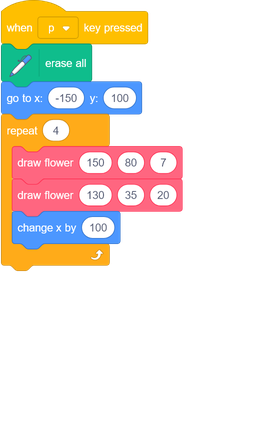 when p key pressed
erase all
go to x: -150 y: 100
repeat 4
draw flower 150 80 7
draw flower 130 35 20
change x by 100